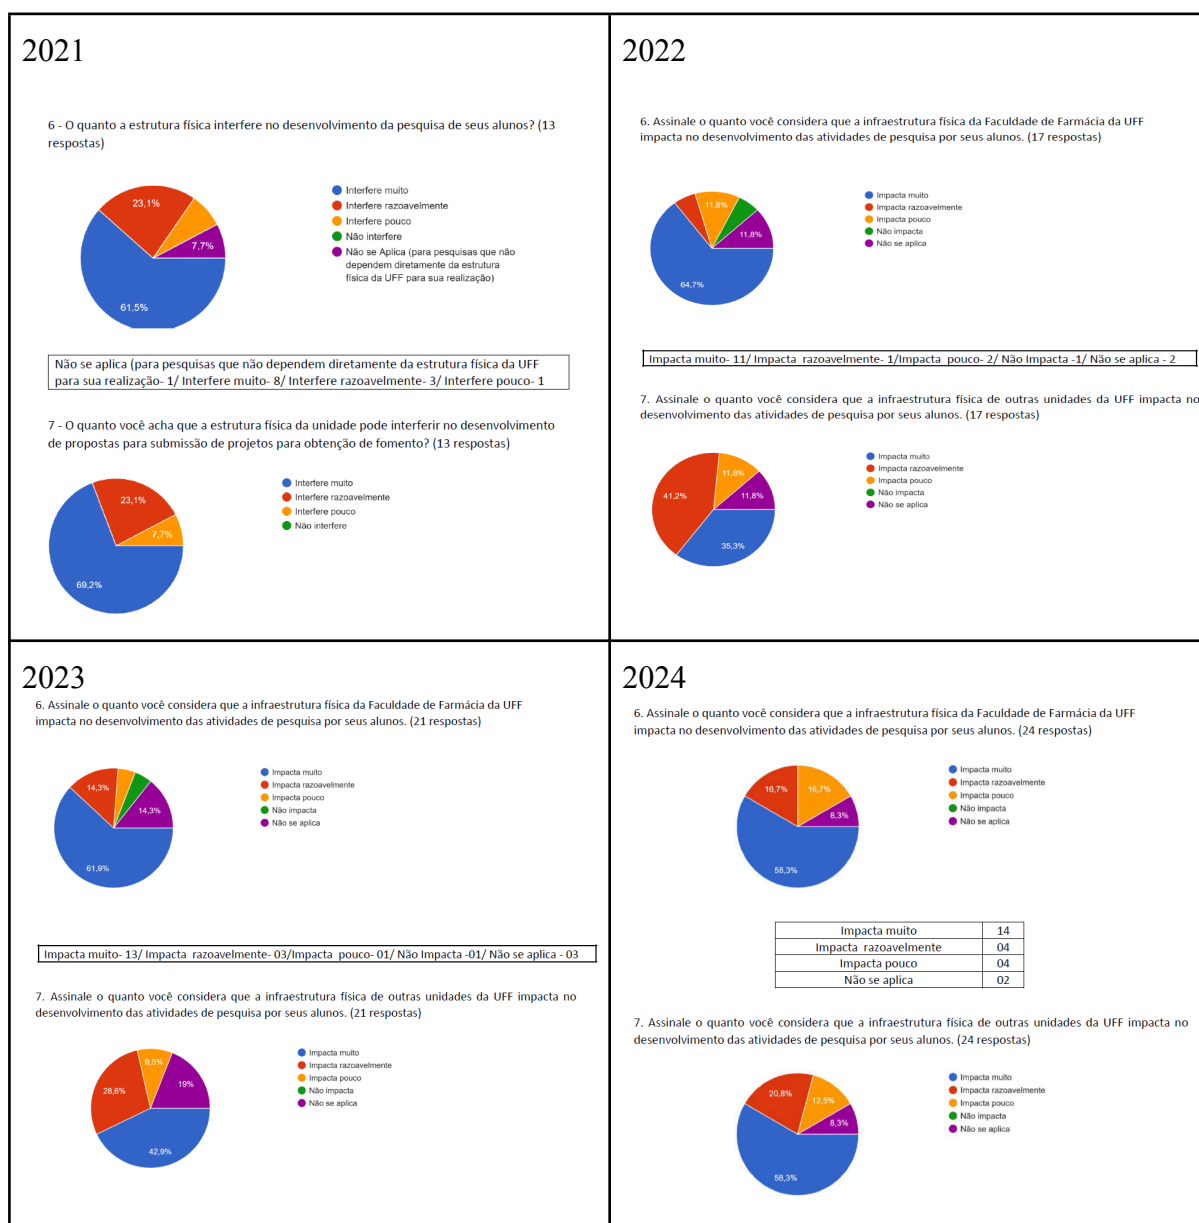 2021
6 - O quanto a estrutura física interfere no desenvolvimento da pesquisa de seus alunos? (13
respostas)
23,1%
7,7%
61,5%
Interfere muito
Interfere razoavelmente
Interfere pouco
Não interfere
Não se Aplica (para pesquisas que não
dependem diretamente da estrutura
física da UFF para sua realização)
Não se aplica (para pesquisas que não dependem diretamente da estrutura física da UFF
para sua realização- 1/ Interfere muito- 8/ Interfere razoavelmente- 3/ Interfere pouco- 1
7 - O quanto você acha que a estrutura física da unidade pode interferir no desenvolvimento
de propostas para submissão de projetos para obtenção de fomento? (13 respostas)
23,1%
7,7%
69,2%
Interfere muito
Interfere razoavelmente
Interfere pouco
Não interfere
2022
6. Assinale o quanto você considera que a infraestrutura física da Faculdade de Farmácia da UFF
impacta no desenvolvimento das atividades de pesquisa por seus alunos. (17 respostas)
11,8%
11,8%
64,7%
Impacta muito
Impacta razoavelmente
Impacta pouco
Não impacta
Não se aplica
Impacta muito- 11/ Impacta razoavelmente- 1/Impacta pouco- 2/ Não Impacta -1/ Não se aplica - 2
7. Assinale o quanto você considera que a infraestrutura física de outras unidades da UFF impacta no
desenvolvimento das atividades de pesquisa por seus alunos. (17 respostas)
11,8%
41,2%
11,8%
35,3%
Impacta muito
Impacta razoavelmente
Impacta pouco
Não impacta
Não se aplica
2023
6. Assinale o quanto você considera que a infraestrutura física da Faculdade de Farmácia da UFF
impacta no desenvolvimento das atividades de pesquisa por seus alunos. (21 respostas)
14,3%
14,3%
61,9%
Impacta muito
Impacta razoavelmente
Impacta pouco
Não impacta
Não se aplica
Impacta muito- 13/ Impacta razoavelmente- 03/Impacta pouco- 01/ Não Impacta -01/ Não se aplica - 03
7. Assinale o quanto você considera que a infraestrutura física de outras unidades da UFF impacta no
desenvolvimento das atividades de pesquisa por seus alunos. (21 respostas)
9,5%
19%
28,6%
42,9%
Impacta muito
Impacta razoavelmente
Impacta pouco
Não impacta
Não se aplica
2024
6. Assinale o quanto você considera que a infraestrutura física da Faculdade de Farmácia da UFF
impacta no desenvolvimento das atividades de pesquisa por seus alunos. (24 respostas)
16,7%
16,7%
8,3%
58,3%
Impacta muito
Impacta razoavelmente
Impacta pouco
Não impacta
Não se aplica
Impacta muito 14
Impacta razoavelmente 04
Impacta pouco 04
Não se aplica 02
7. Assinale o quanto você considera que a infraestrutura física de outras unidades da UFF impacta no
desenvolvimento das atividades de pesquisa por seus alunos. (24 respostas)
20,8%
12,5%
8,3%
58,3%
Impacta muito
Impacta razoavelmente
Impacta pouco
Não impacta
Não se aplica